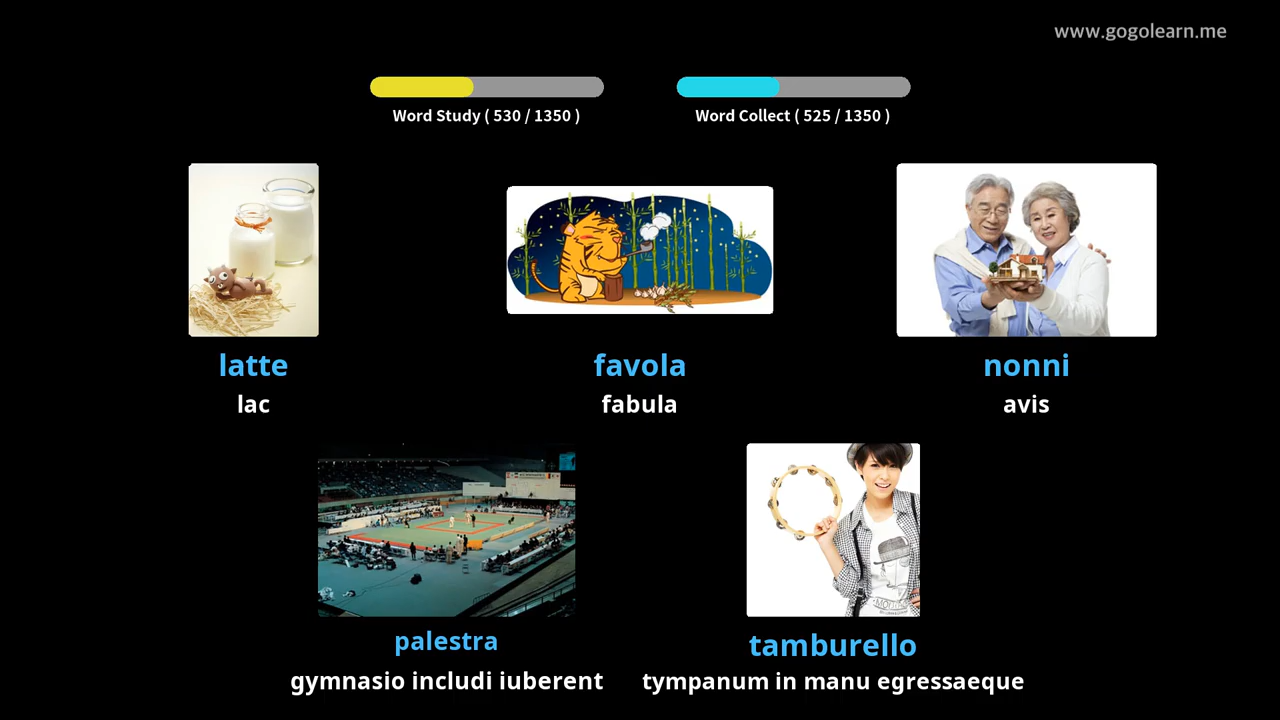 www.gogolearn.me
Word Study ( 530 / 1350 )
Word Collect ( 525 / 1350 )
latte
lac
favola
fabula
nonni
avis
palestra
gymnasio includi iuberent
tamburello
tympanum in manu egressaeque